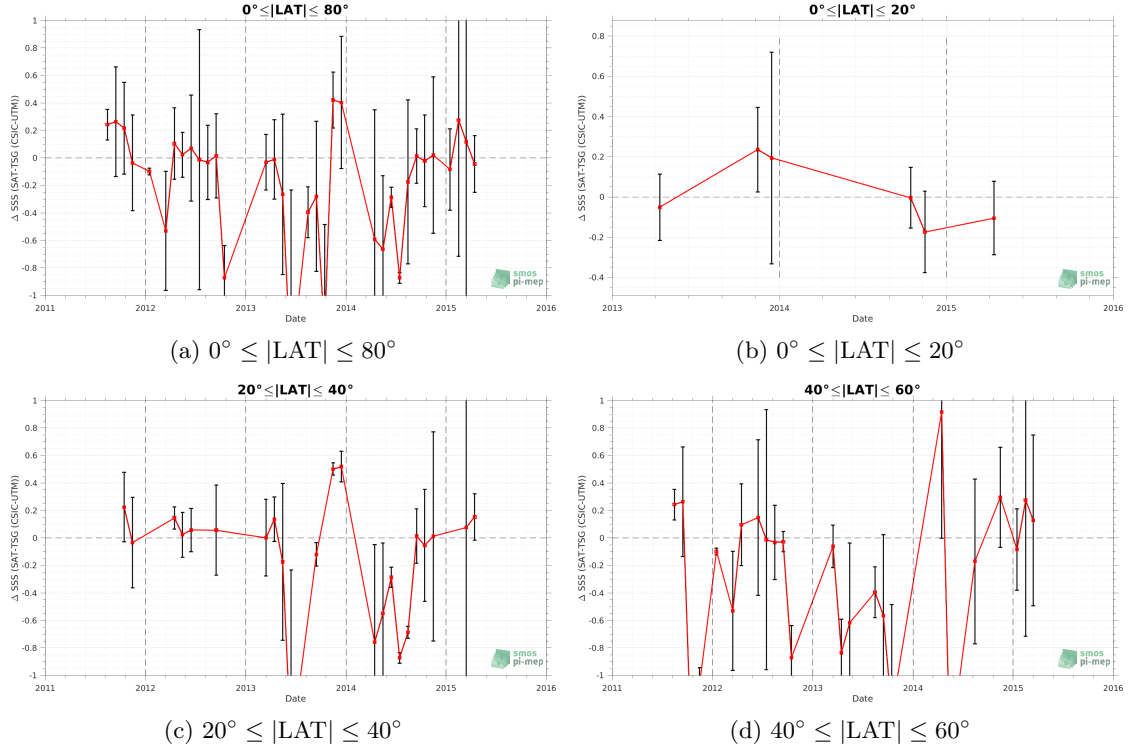 0°≤|LAT|≤ 80°
1
0.8
0.6
0.4
0.2
0
-0.2
-0.4
-0.6
-0.8
-1
Δ SSS (SAT-TSG (CSIC-UTM))
2011
2012
2013
2014
2015
2016
Date
smos
pi-mep
(a) 0° ≤ |LAT| ≤ 80°
0°≤|LAT|≤ 20°
0.8
0.6
0.4
0.2
0
-0.2
-0.4
Δ SSS (SAT-TSG (CSIC-UTM))
2013
2014
2015
2016
Date
smos
pi-mep
(b) 0° ≤ |LAT| ≤ 20°
20°≤|LAT|≤ 40°
1
0.8
0.6
0.4
0.2
0
-0.2
-0.4
-0.6
-0.8
-1
Δ SSS (SAT-TSG (CSIC-UTM))
2011
2012
2013
2014
2015
2016
Date
smos
pi-mep
(c) 20° ≤ |LAT| ≤ 40°
40°≤|LAT|≤ 60°
1
0.8
0.6
0.4
0.2
0
-0.2
-0.4
-0.6
-0.8
-1
Δ SSS (SAT-TSG (CSIC-UTM))
2011
2012
2013
2014
2015
2016
Date
smos
pi-mep
(d) 40° ≤ |LAT| ≤ 60°